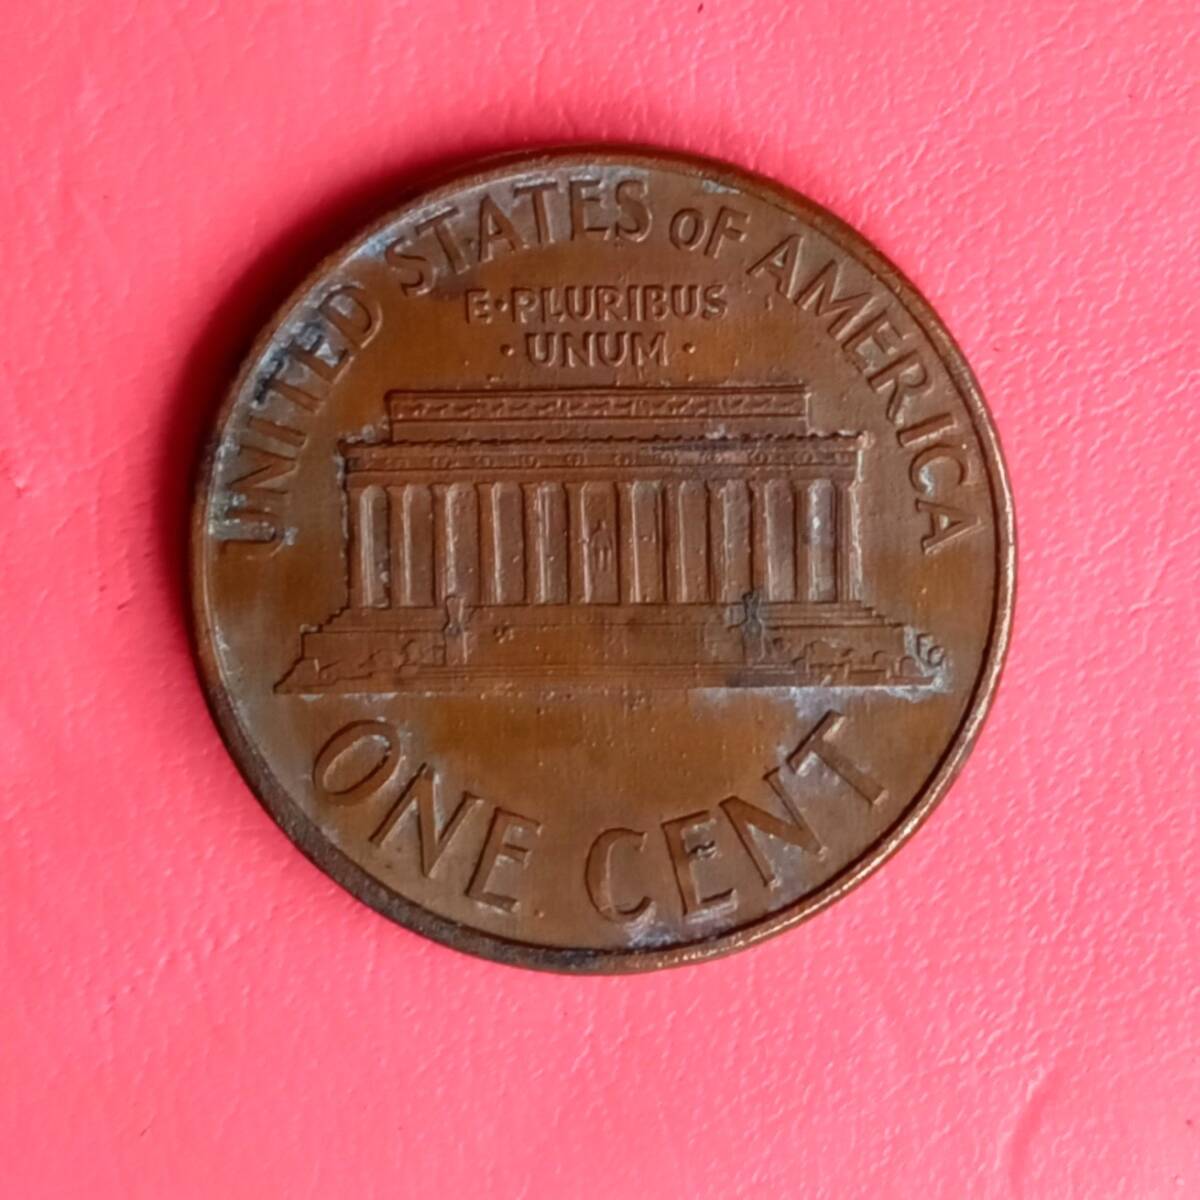 UNITED STATES OF AMERICA
E·PLURIBUS
·UNUM·
ONE CENT